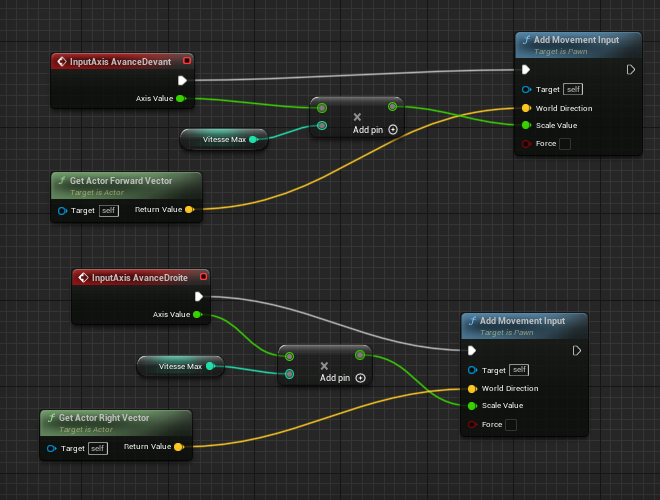 Add Movement Input
Target is Pawn
InputAxis AvanceDevant
Axis Value
Target self
World Direction
Scale Value
Force
Vitesse Max
Add pin
Get Actor Forward Vector
Target is Actor
Target self Return Value
InputAxis AvanceDroite
Axis Value
Add Movement Input
Target is Pawn
Target self
World Direction
Scale Value
Force
Vitesse Max
Add pin
Get Actor Right Vector
Target is Actor
Target self Return Value